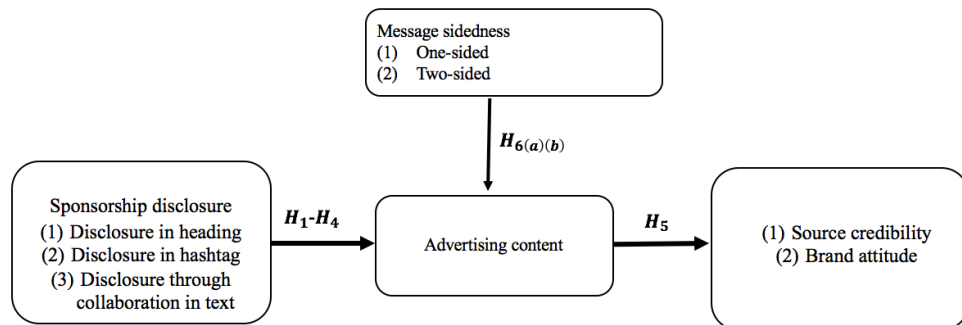 Message sidedness
(1) One-sided
(2) Two-sided
H6(a)(b)
Sponsorship disclosure
(1) Disclosure in heading
(2) Disclosure in hashtag
(3) Disclosure through
collaboration in text
H1-H4
Advertising content
H5
(1) Source credibility
(2) Brand attitude